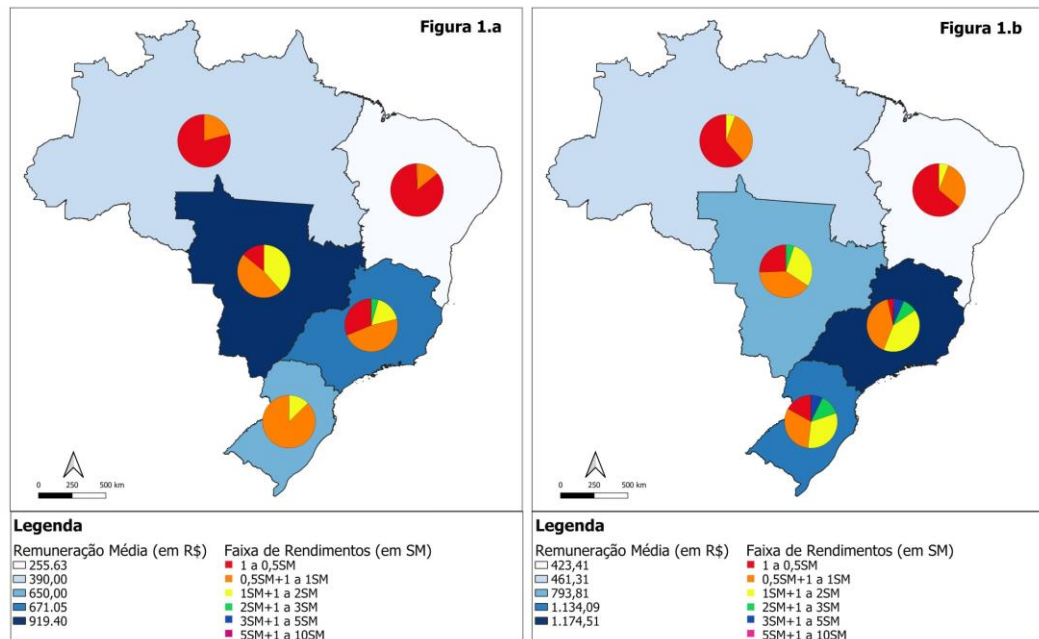 Figura 1.a
0 250 500 km
Legenda
Remuneração Média (em R$)
255.63
390,00
650,00
671.05
919.40
Faixa de Rendimentos (em SM)
1 a 0,5SM
0,5SM+1 a 1SM
1SM+1 a 2SM
2SM+1 a 3SM
3SM+1 a 5SM
5SM+1 a 10SM
Figura 1.b
0 250 500 km
Legenda
Remuneração Média (em R$)
423,41
461,31
793,81
1.134,09
1.174,51
Faixa de Rendimentos (em SM)
1 a 0,5SM
0,5SM+1 a 1SM
1SM+1 a 2SM
2SM+1 a 3SM
3SM+1 a 5SM
5SM+1 a 10SM